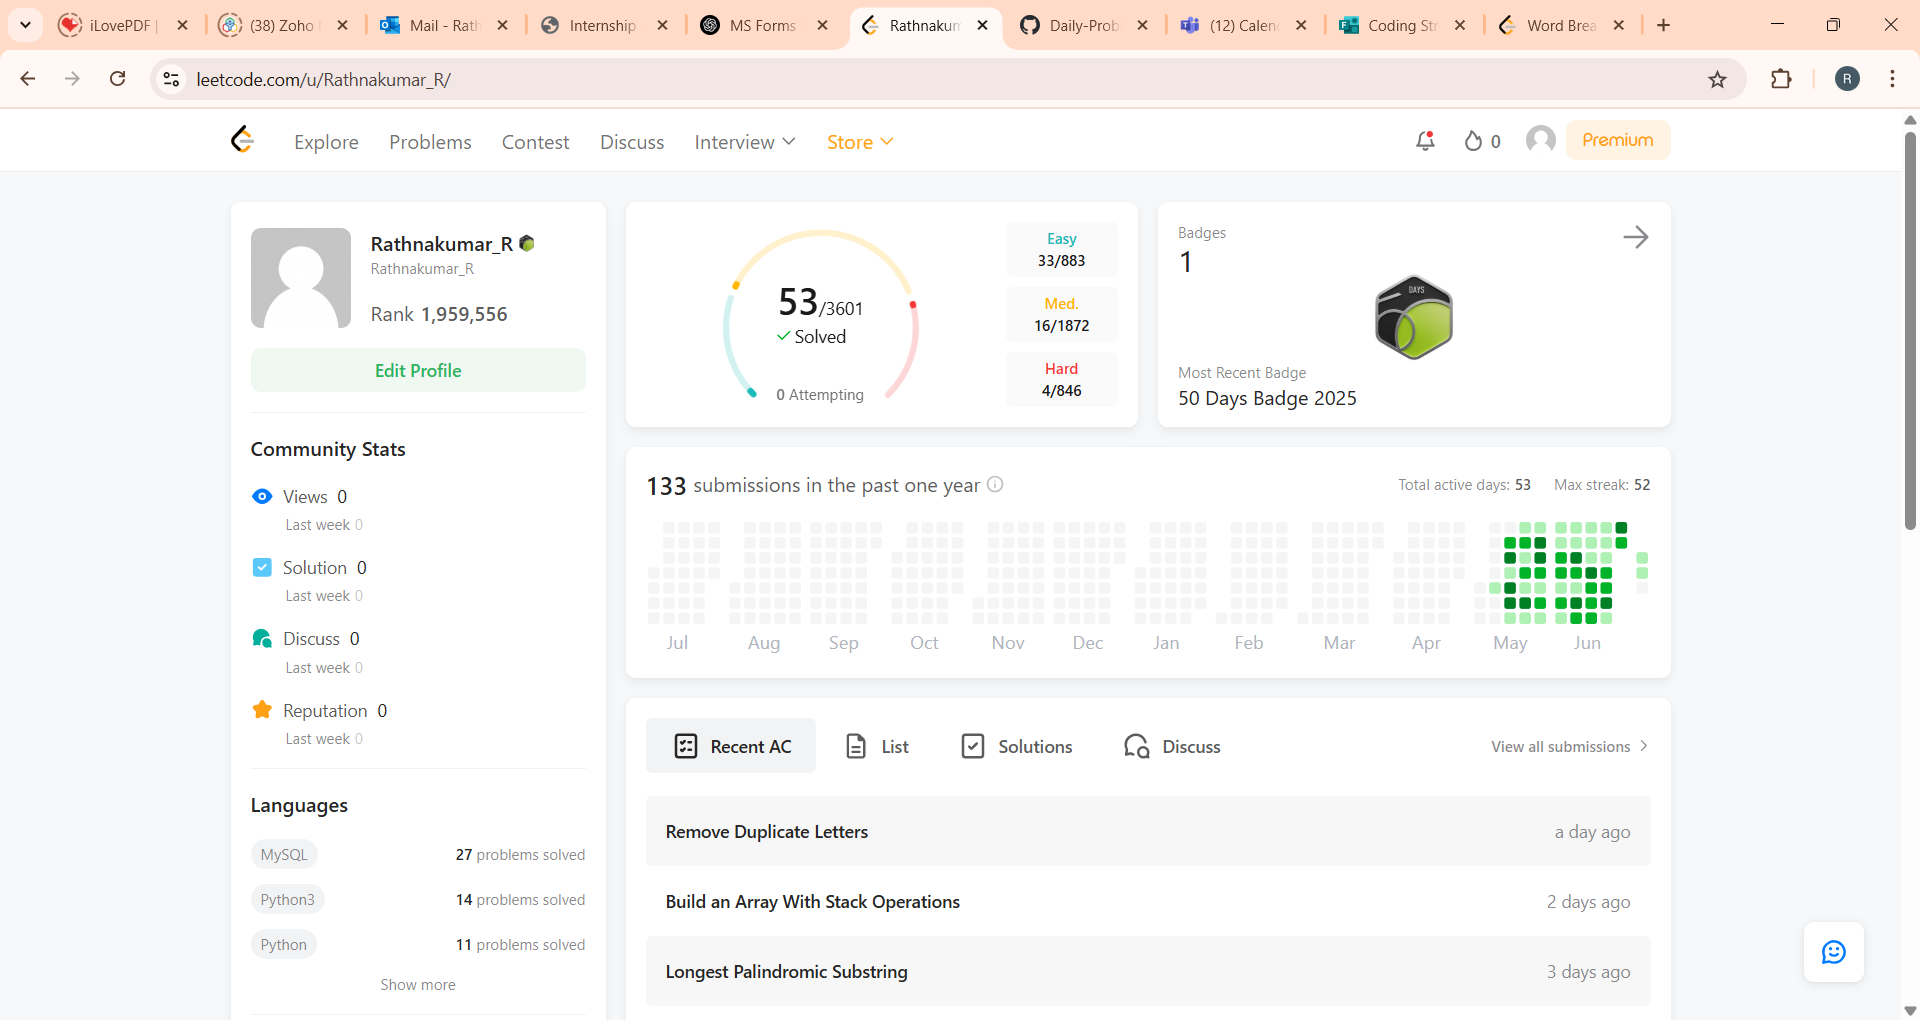 iLovePDF |
(38) Zoho
Mail - Rath
Internship
MS Forms
Rathnakum
Daily-Prob
(12) Calen
Coding Str
Word Brea
leetcode.com/u/Rathnakumar_R/
R
Explore
Problems
Contest
Discuss
Interview
Store
0
Premium
Rathnakumar_R
Rathnakumar_R
Rank 1,959,556
Edit Profile
Community Stats
Views 0
Last week 0
Solution 0
Last week 0
Discuss 0
Last week 0
Reputation 0
Last week 0
Languages
MySQL 27 problems solved
Python3 14 problems solved
Python 11 problems solved
Show more
53/3601
Solved
0 Attempting
Easy
33/883
Med.
16/1872
Hard
4/846
Badges
1
DAYS
Most Recent Badge
50 Days Badge 2025
133 submissions in the past one year
Total active days: 53 Max streak: 52
Jul Aug Sep Oct Nov Dec Jan Feb Mar Apr May Jun
Recent AC List Solutions Discuss
View all submissions
Remove Duplicate Letters a day ago
Build an Array With Stack Operations 2 days ago
Longest Palindromic Substring 3 days ago